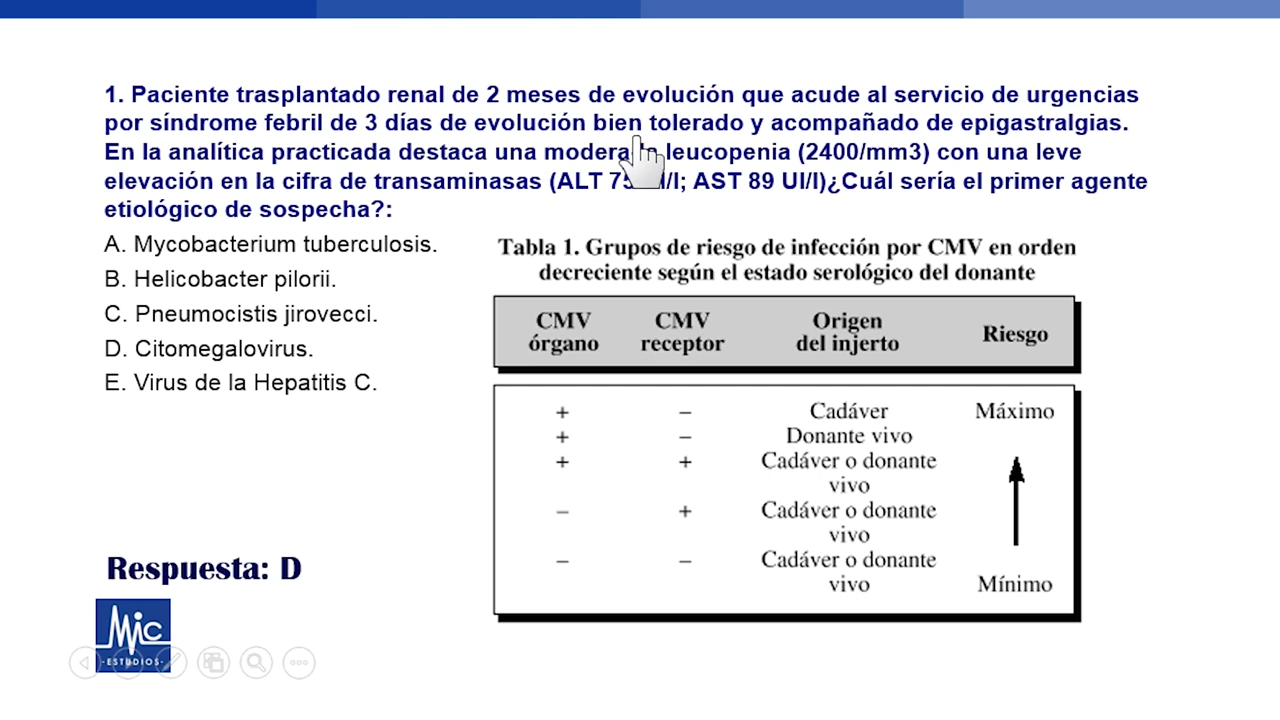 1. Paciente trasplantado renal de 2 meses de evolución que acude al servicio de urgencias
por síndrome febril de 3 días de evolución bien tolerado y acompañado de epigastralgias.
En la analítica practicada destaca una moderada leucopenia (2400/mm3) con una leve
elevación en la cifra de transaminasas (ALT UI/l; AST 89 UI/l)¿Cuál sería el primer agente
etiológico de sospecha?:
A. Mycobacterium tuberculosis.
B. Helicobacter pilorii.
C. Pneumocistis jirovecci.
D. Citomegalovirus.
E. Virus de la Hepatitis C.
Tabla 1. Grupos de riesgo de infección por CMV en orden
decreciente según el estado serológico del donante
CMV órgano CMV receptor Origen del injerto Riesgo
+ – Cadáver Máximo
+ – Donante vivo
+ + Cadáver o donante
vivo
– + Cadáver o donante
vivo
– – Cadáver o donante
vivo Mínimo
Respuesta: D
Mic
-ESTUDIOS-